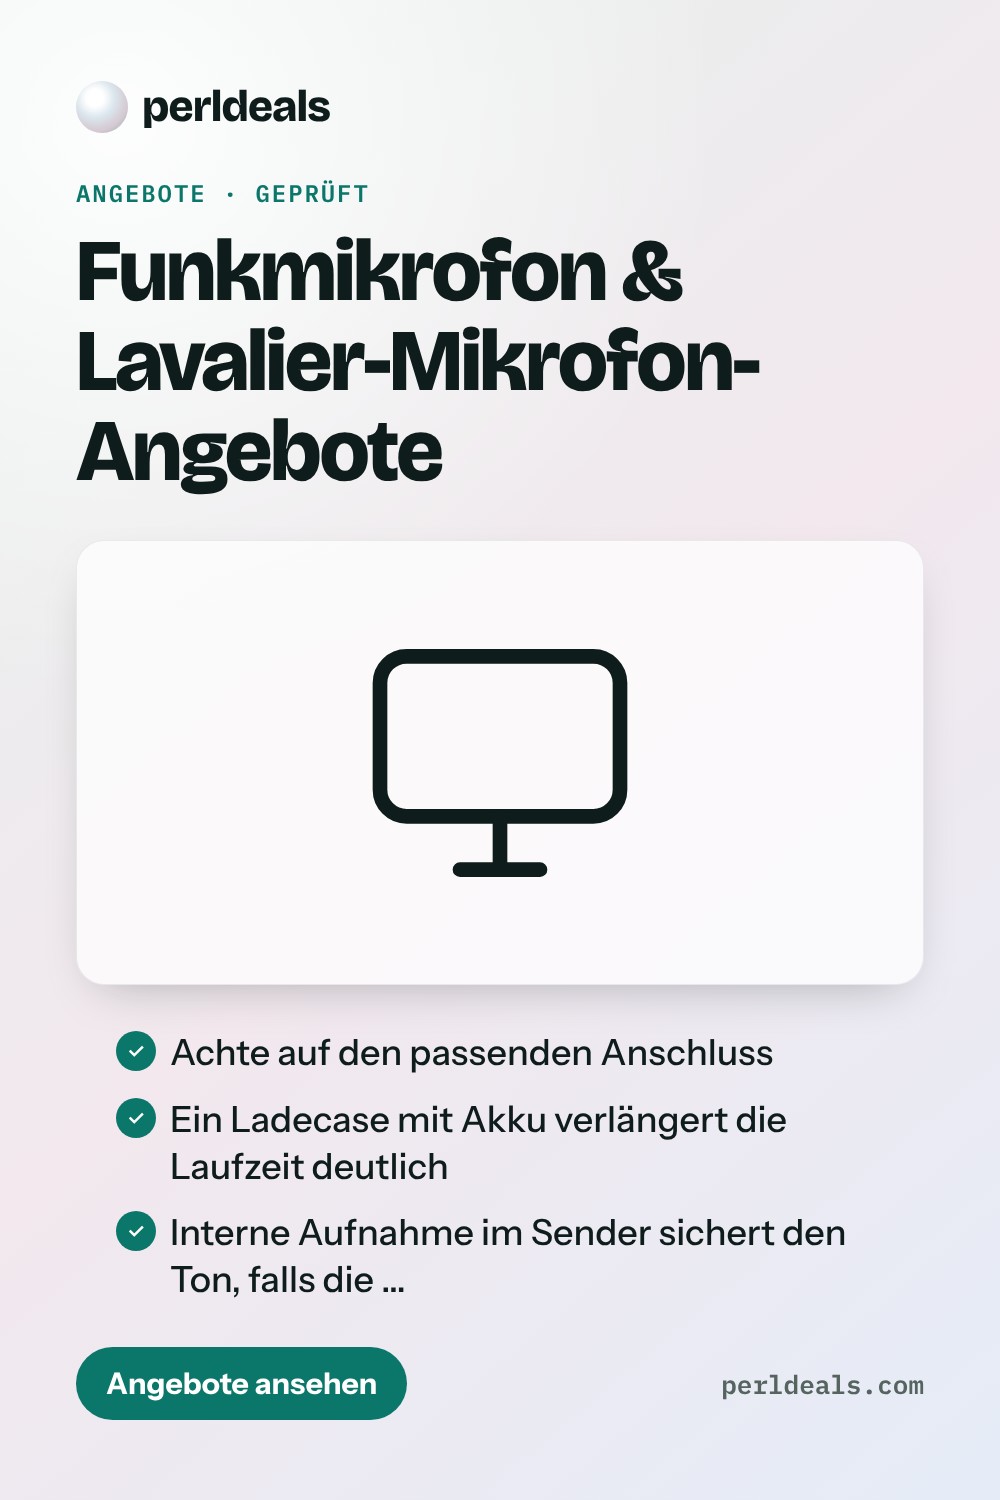 perldeals
ANGEBOTE · GEPRÜFT
Funkmikrofon &
Lavalier-Mikrofon-
Angebote
Achte auf den passenden Anschluss
Ein Ladecase mit Akku verlängert die
Laufzeit deutlich
Interne Aufnahme im Sender sichert den
Ton, falls die ...
Angebote ansehen
perldeals.com